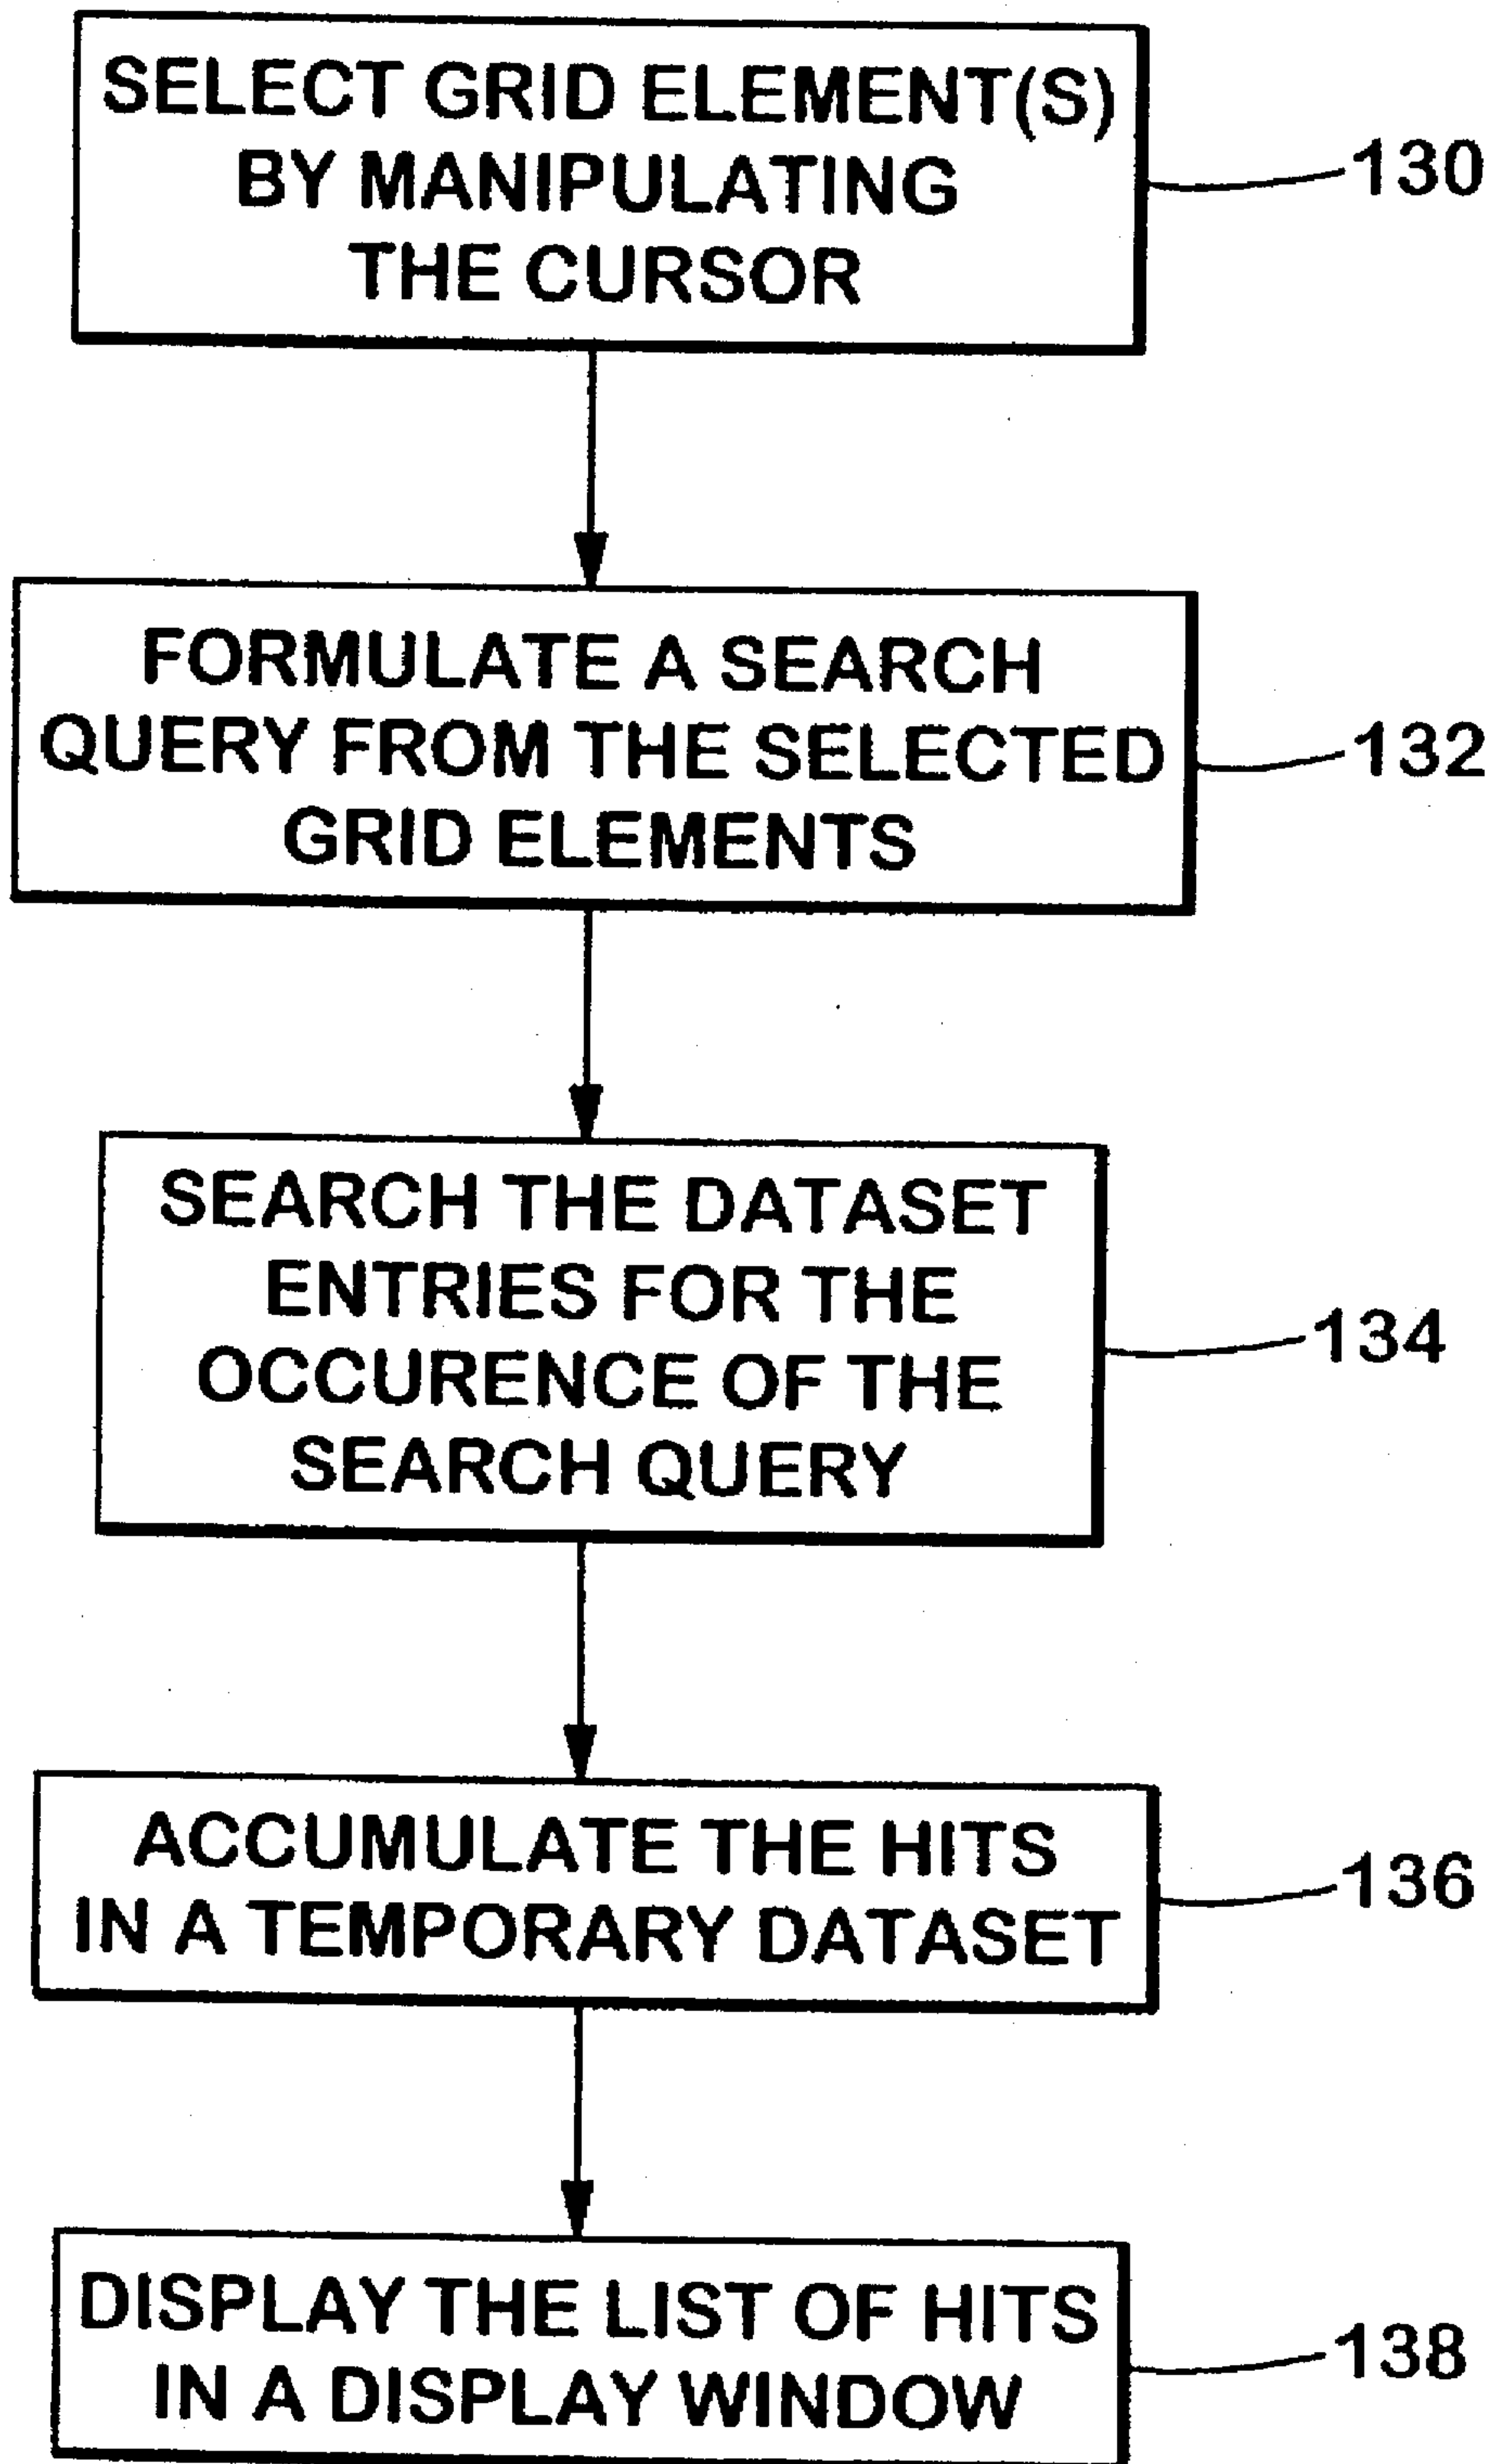 SELECT GRID ELEMENT(S)
BY MANIPULATING
THE CURSOR
130
FORMULATE A SEARCH
QUERY FROM THE SELECTED
GRID ELEMENTS
132
SEARCH THE DATASET
ENTRIES FOR THE
OCCURENCE OF THE
SEARCH QUERY
134
ACCUMULATE THE HITS
IN A TEMPORARY DATASET
136
DISPLAY THE LIST OF HITS
IN A DISPLAY WINDOW
138